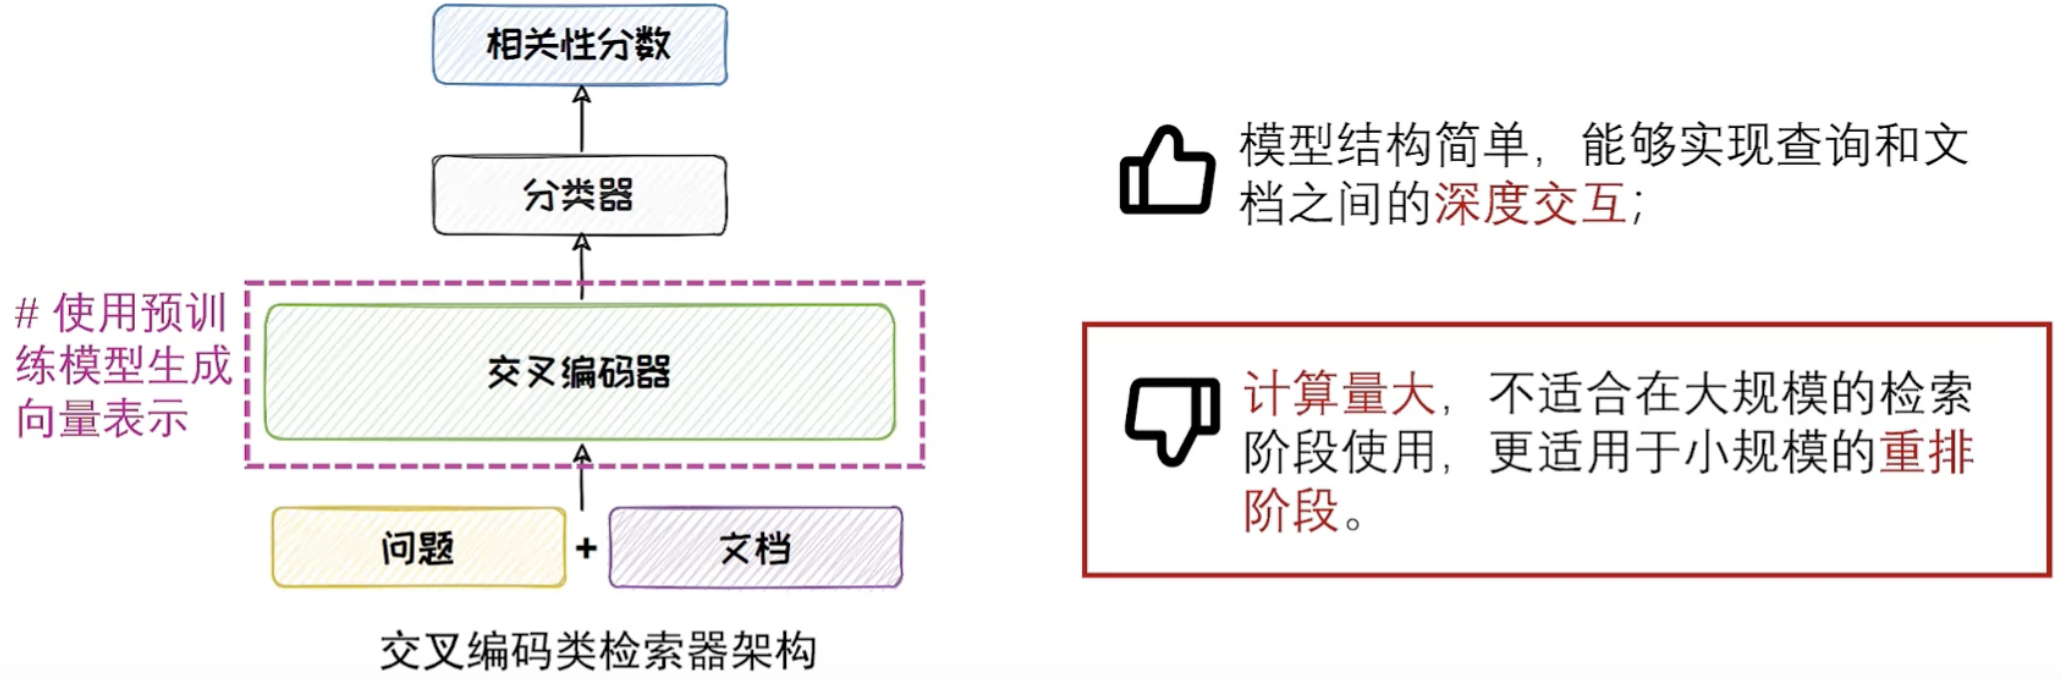 相关性分数
分类器
# 使用预训
练模型生成
向量表示
交叉编码器
问题 + 文档
交叉编码类检索器架构
模型结构简单，能够实现查询和文
档之间的深度交互；
计算量大，不适合在大规模的检索
阶段使用，更适用于小规模的重排
阶段。